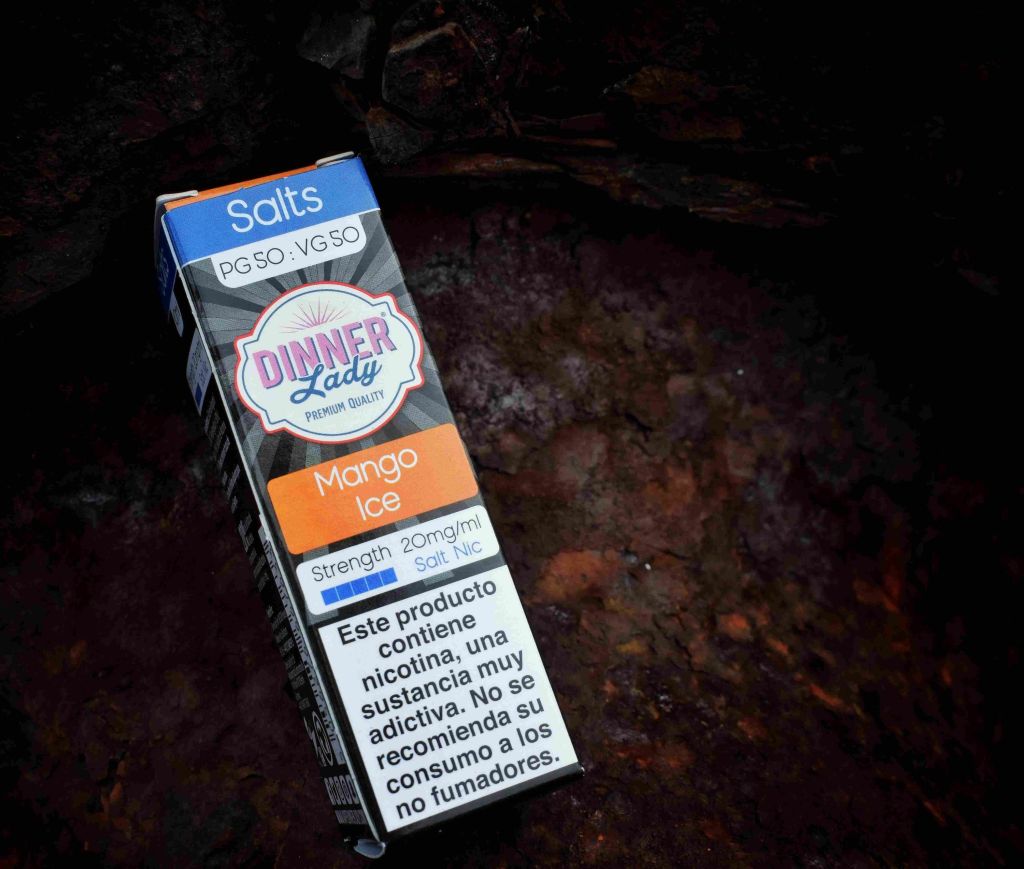 Salts
PG 50 : VG 50
DINNER®
Lady
PREMIUM QUALITY
Mango
Ice
Strength 20mg/ml
Salt Nic
Este producto
contiene
nicotina, una
sustancia muy
adictiva. No se
recomienda su
consumo a los
no fumadores.